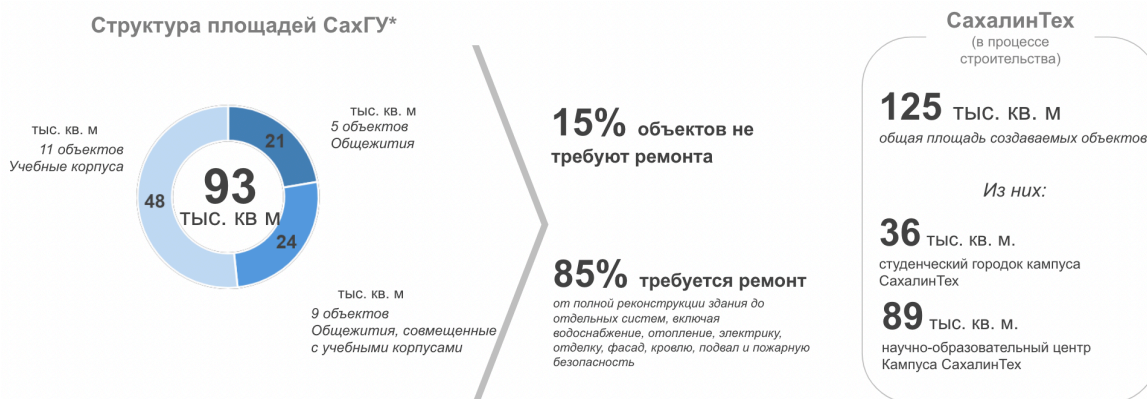 Структура площадей СахГУ*
тыс. кв. м
11 объектов
Учебные корпуса
тыс. кв. м
5 объектов
Общежития
21
48
24
93
тыс. кв м
тыс. кв. м
9 объектов
Общежития, совмещенные
с учебными корпусами
15% объектов не
требуют ремонта
85% требуется ремонт
от полной реконструкции здания до
отдельных систем, включая
водоснабжение, отопление, электрику,
отделку, фасад, кровлю, подвал и пожарную
безопасность
СахалинТех
(в процессе
строительства)
125 тыс. кв. м
общая площадь создаваемых объектов
Из них:
36 тыс. кв. м.
студенческий городок кампуса
СахалинТех
89 тыс. кв. м.
научно-образовательный центр
Кампуса СахалинТех